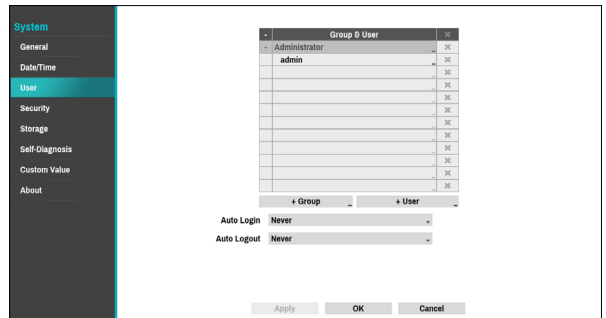 System
General
Date/Time
User
Security
Storage
Self-Diagnosis
Custom Value
About
- Group & User
- Administrator
admin
+ Group + User
Auto Login Never
Auto Logout Never
Apply OK Cancel